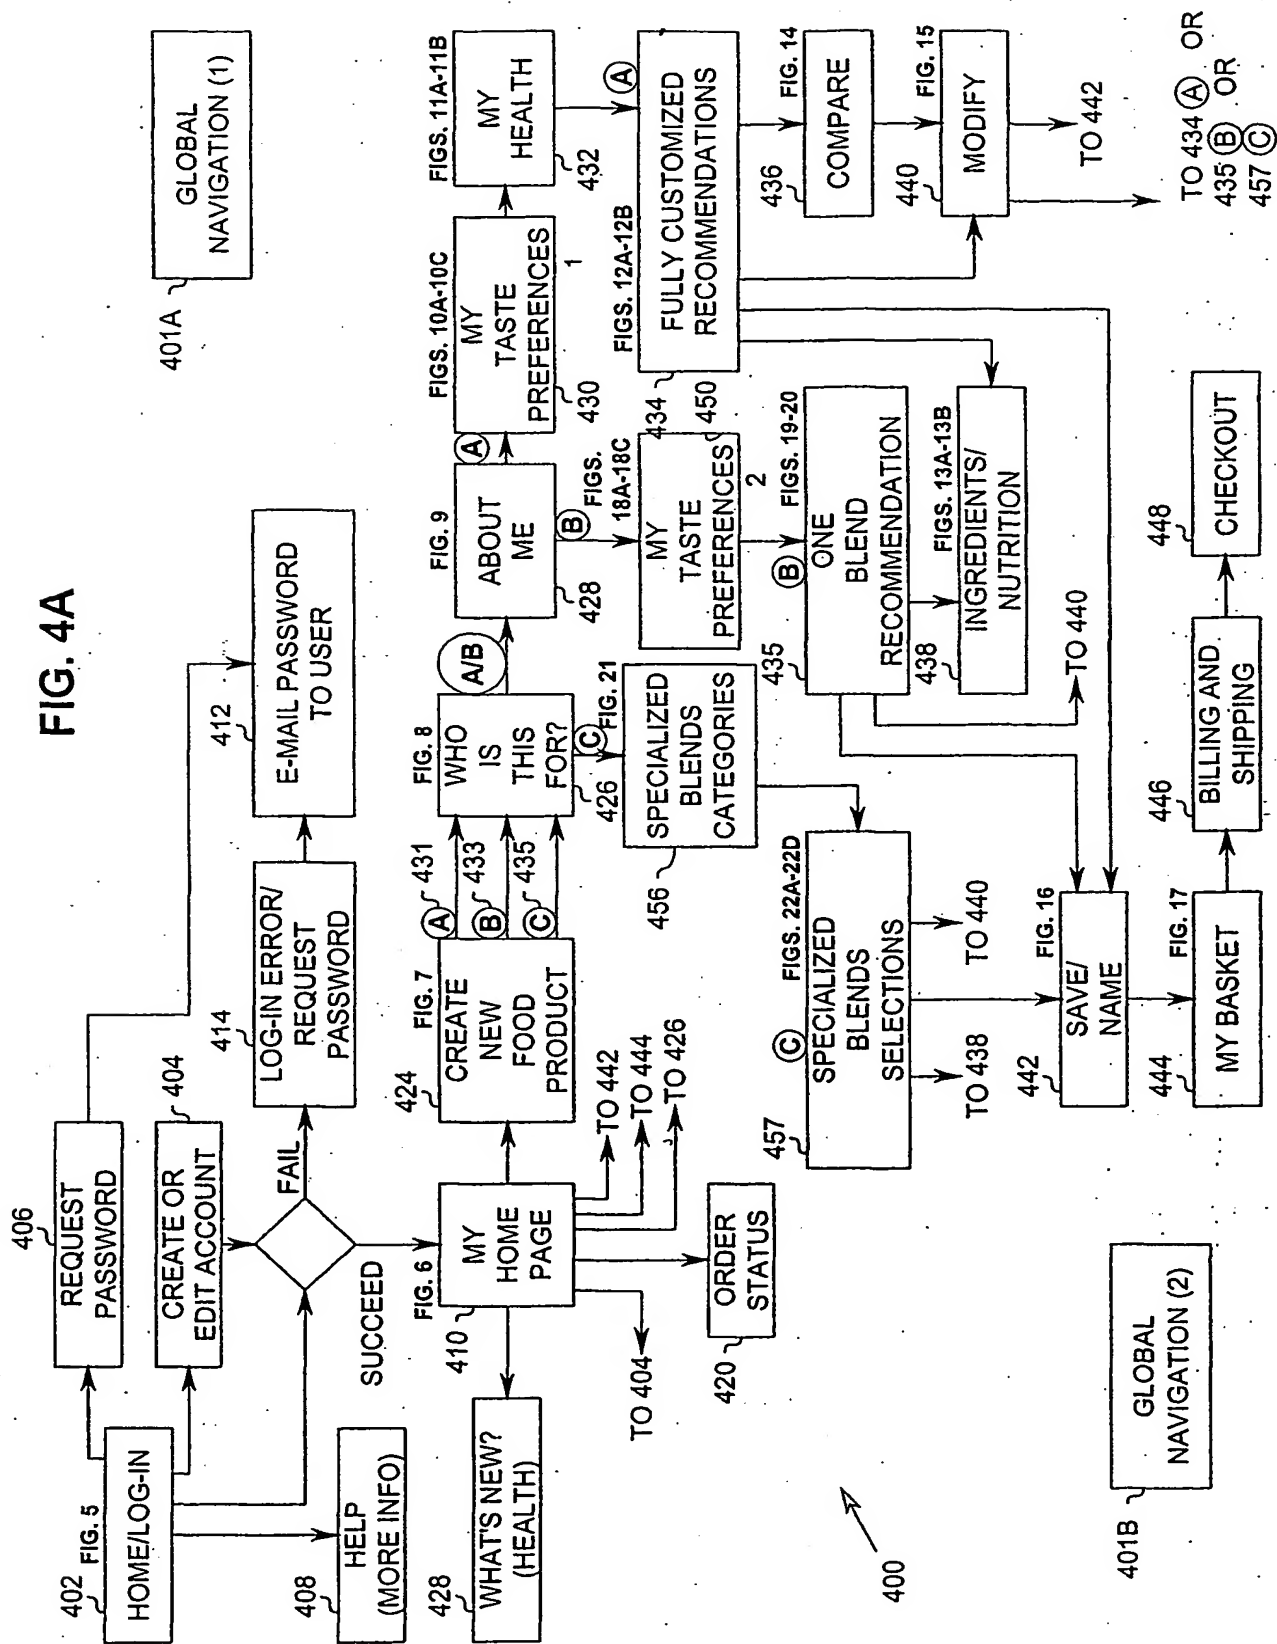 FIG. 4A
GLOBAL
NAVIGATION (1)
401A
406
REQUEST
PASSWORD
404
CREATE OR
EDIT ACCOUNT
402
FIG. 5
HOME/LOG-IN
408
HELP
(MORE INFO)
FAIL
SUCCEED
414
LOG-IN ERROR/
REQUEST
PASSWORD
412
E-MAIL PASSWORD
TO USER
428
WHAT'S NEW?
(HEALTH)
410
FIG. 6
MY
HOME
PAGE
TO 404
420
ORDER
STATUS
TO 442
TO 444
TO 426
424
FIG. 7
CREATE
NEW
FOOD
PRODUCT
A
431
B
433
C
435
FIG. 8
WHO
IS
THIS
FOR?
426
A/B
C
FIG. 21
SPECIALIZED
BLENDS
CATEGORIES
456
FIG. 9
ABOUT
ME
428
A
B
FIGS. 10A-10C
MY
TASTE
PREFERENCES
1
430
FIGS. 11A-11B
MY
HEALTH
432
FIGS.
18A-18C
MY
TASTE
PREFERENCES
2
450
FIGS. 12A-12B
A
FULLY CUSTOMIZED
RECOMMENDATIONS
434
FIG. 14
COMPARE
436
FIG. 15
MODIFY
440
TO 442
TO 434 A OR
435 B OR
457 C
B
FIGS. 19-20
ONE
BLEND
RECOMMENDATION
435
FIGS. 13A-13B
INGREDIENTS/
NUTRITION
438
TO 440
C
FIGS. 22A-22D
SPECIALIZED
BLENDS
SELECTIONS
457
TO 438
TO 440
FIG. 16
SAVE/
NAME
442
FIG. 17
MY BASKET
444
BILLING AND
SHIPPING
446
CHECKOUT
448
GLOBAL
NAVIGATION (2)
401B
400